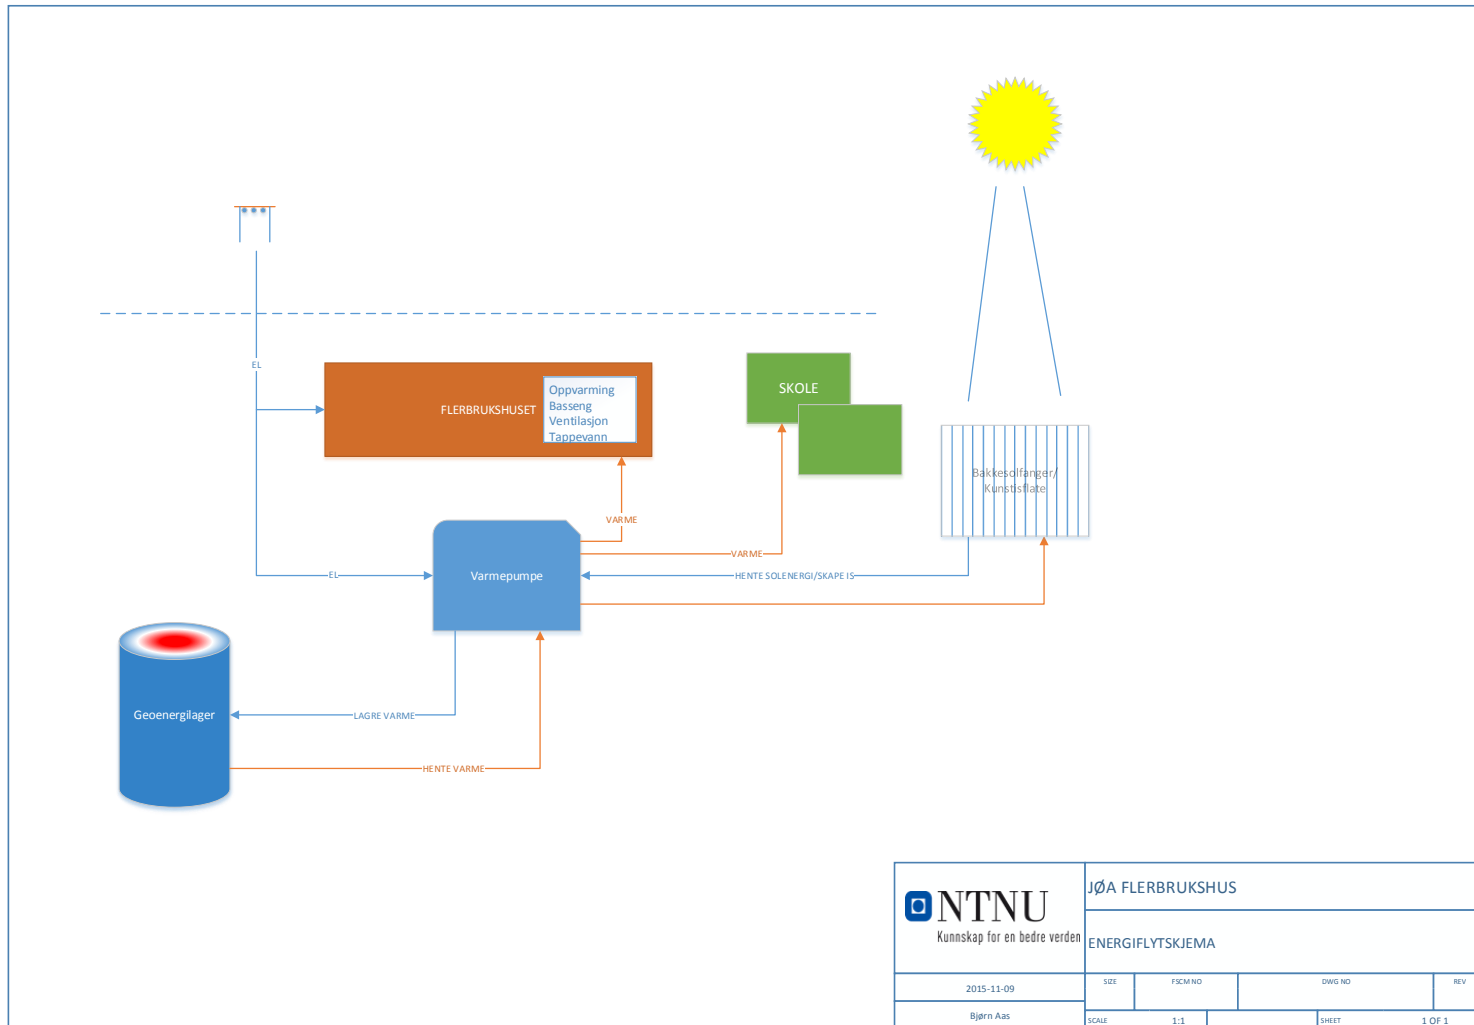 EL
FLERBRUKSHUSET
Oppvarming
Basseng
Ventilasjon
Tappevann
SKOLE
Bakkesolfanger/
Kunstisflate
VARME
VARME
EL
Varmepumpe
HENTE SOLENERGI/SKAPE IS
Geoenergilager
LAGRE VARME
HENTE VARME
NTNU
Kunnskap for en bedre verden
JØA FLERBRUKSHUS
ENERGIFLYTSKJEMA
2015-11-09
SIZE
FSCM NO
DWG NO
REV
Bjørn Aas
SCALE
1:1
SHEET
1 OF 1